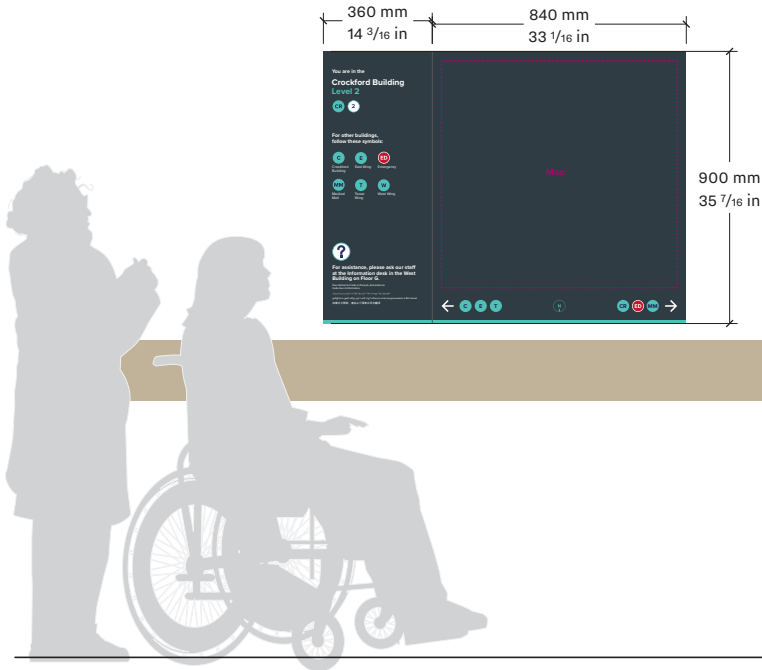 360 mm
14 3/16 in
840 mm
33 1/16 in
900 mm
35 7/16 in
You are in the
Crockford Building
Level 2
CR 2
For other buildings,
follow these symbols:
C E ED
Crockford Building
East Wing
Emergency
MM T W
Medical Mall
Tower Wing
West Wing
?
For assistance, please ask our staff
at the Information desk in the West
Building on Floor G.
Map
← C E T
N
CR ED MM →